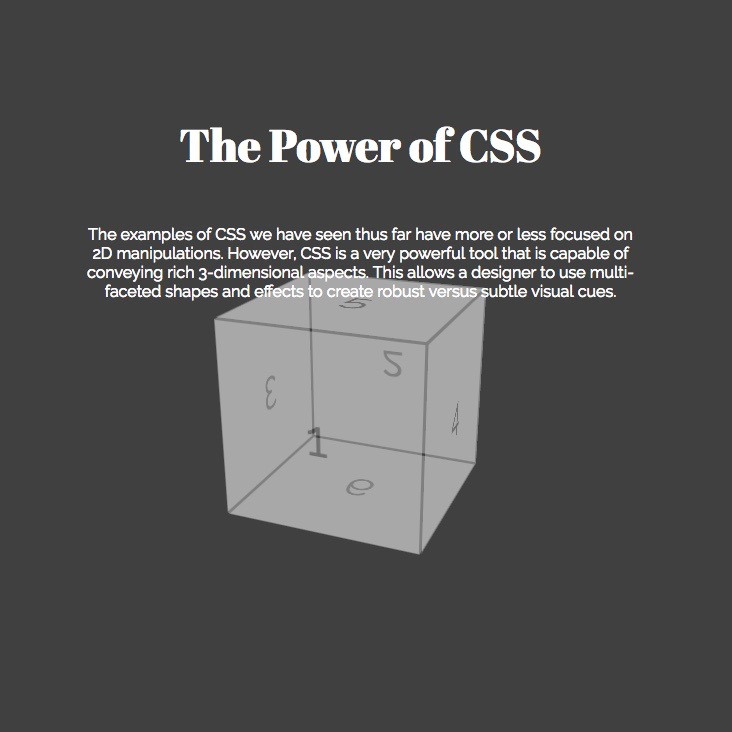 The Power of CSS
The examples of CSS we have seen thus far have more or less focused on
2D manipulations. However, CSS is a very powerful tool that is capable of
conveying rich 3-dimensional aspects. This allows a designer to use multi-
faceted shapes and effects to create robust versus subtle visual cues.
5
2
3
4
1
6